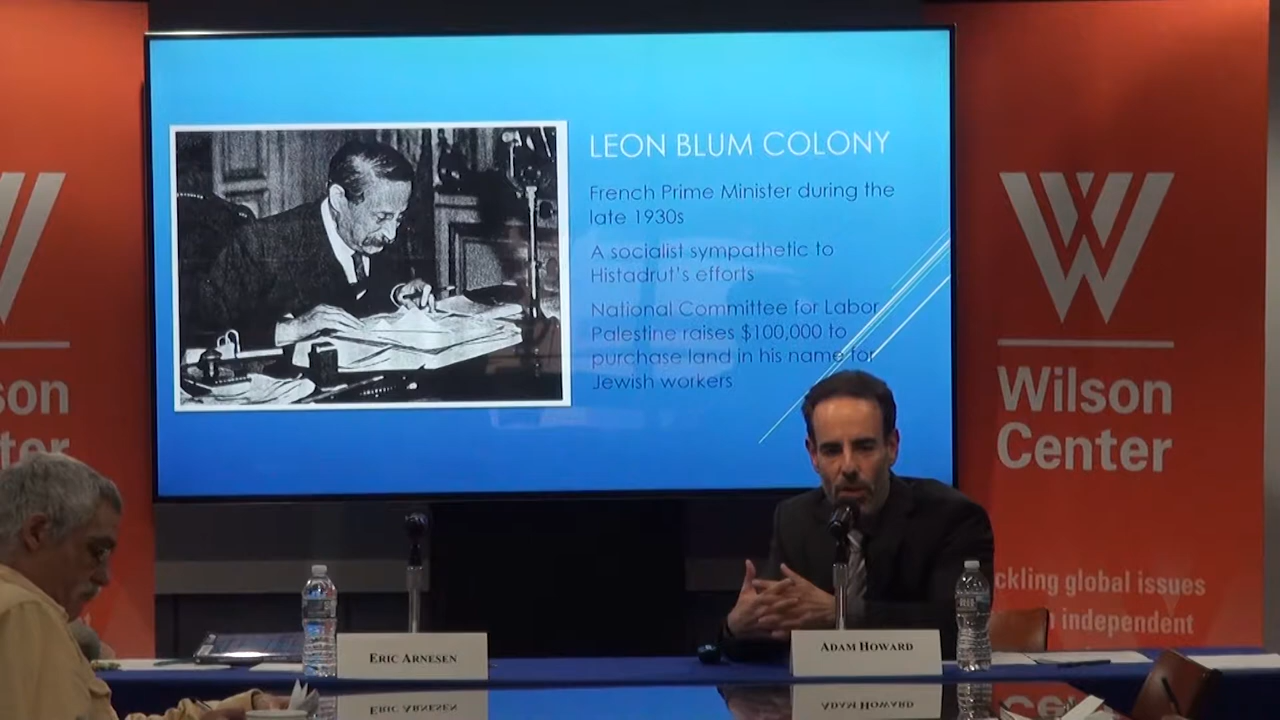 LEON BLUM COLONY
French Prime Minister during the
late 1930s
A socialist sympathetic to
Histadrut's efforts
National Committee for Labor
Palestine raises $100,000 to
purchase land in his name for
Jewish workers
son
ter
Wilson
Center
ckling global issues
independent
ERIC ARNESEN
ADAM HOWARD